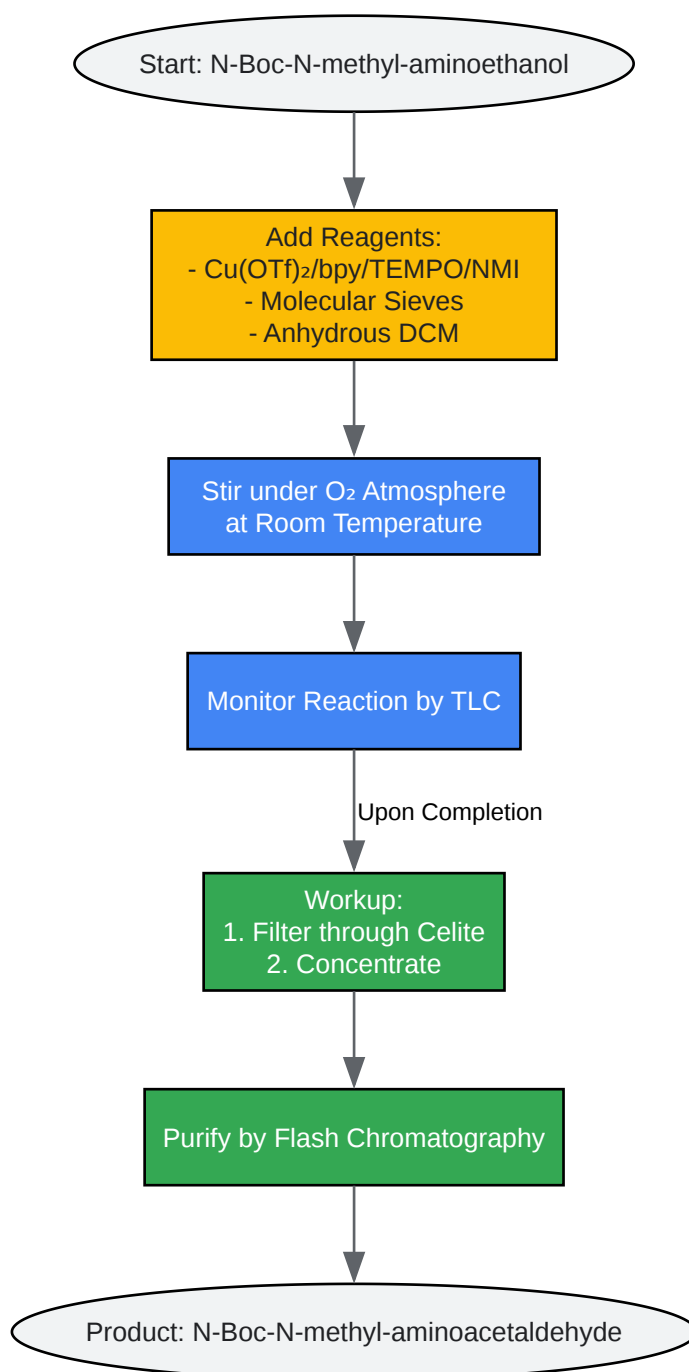 Start: N-Boc-N-methyl-aminoethanol
Add Reagents:
- Cu(OTf)₂/bpy/TEMPO/NMI
- Molecular Sieves
- Anhydrous DCM
Stir under O₂ Atmosphere
at Room Temperature
Monitor Reaction by TLC
Upon Completion
Workup:
1. Filter through Celite
2. Concentrate
Purify by Flash Chromatography
Product: N-Boc-N-methyl-aminoacetaldehyde